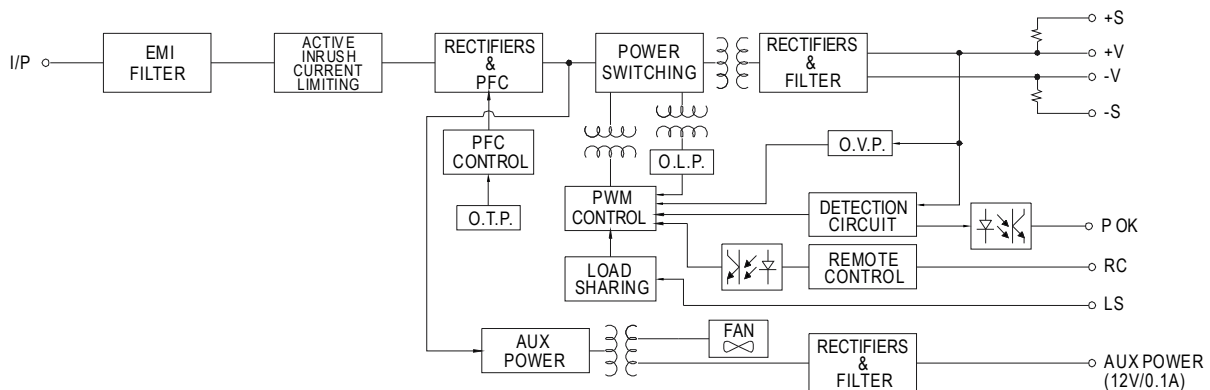 I/P
EMI
FILTER
ACTIVE
INRUSH
CURRENT
LIMITING
RECTIFIERS
&
PFC
POWER
SWITCHING
RECTIFIERS
&
FILTER
+S
+V
-V
-S
PFC
CONTROL
O.L.P.
O.V.P.
O.T.P.
PWM
CONTROL
DETECTION
CIRCUIT
P OK
LOAD
SHARING
REMOTE
CONTROL
RC
LS
AUX
POWER
FAN
RECTIFIERS
&
FILTER
AUX POWER
(12V/0.1A)